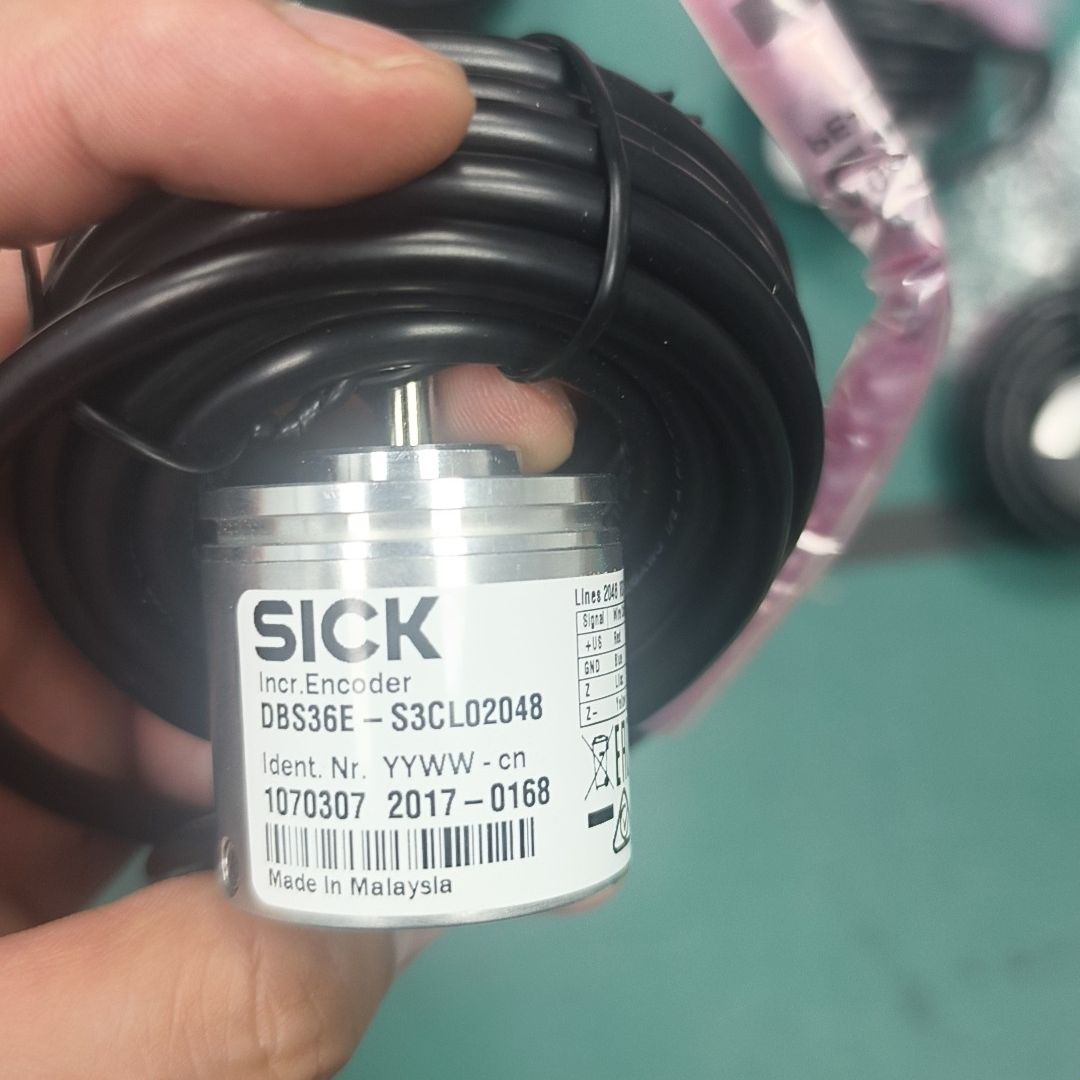 SICK
Incr.Encoder
DBS36E - S3CL02048
Ident. Nr. YYWW - cn
1070307 2017-0168
Made In Malaysia
Lines 2048
Signal
+US Red
GND
Z
Z-